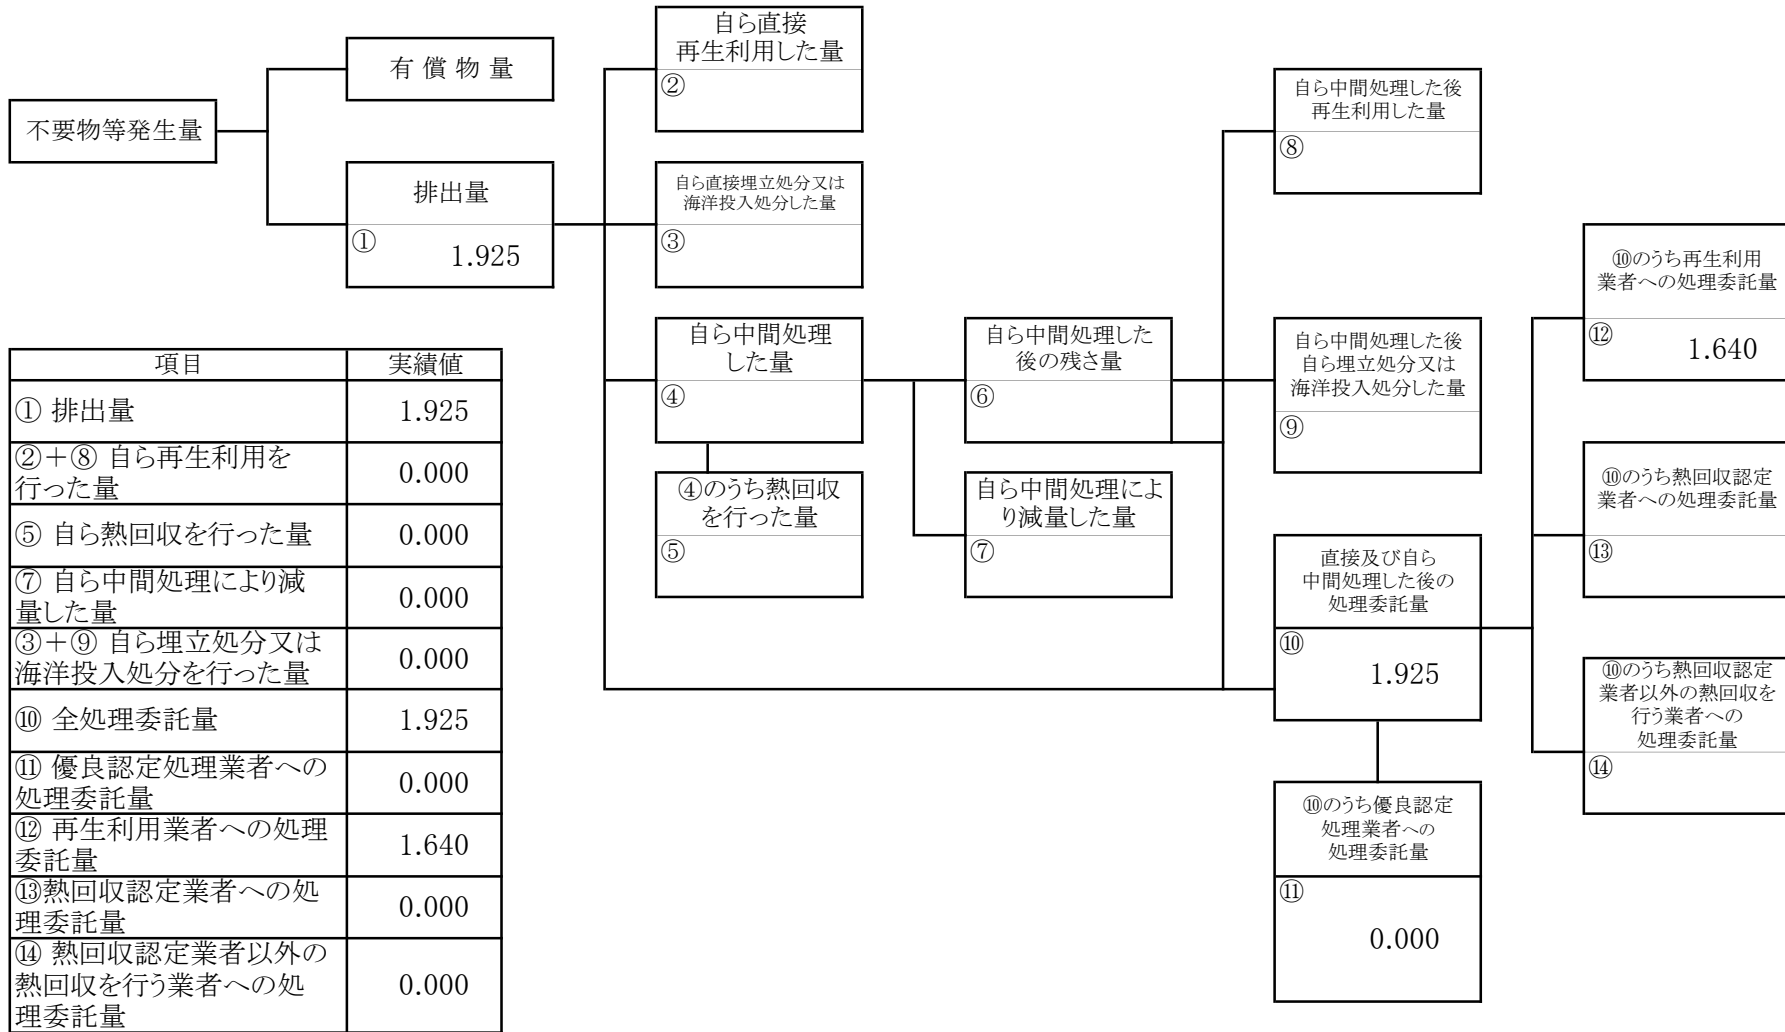 自ら直接
再生利用した量
②
有 償 物 量
不要物等発生量
自ら中間処理した後
再生利用した量
⑧
排出量
①
1.925
自ら直接埋立処分又は
海洋投入処分した量
③
⑩のうち再生利用
業者への処理委託量
⑫
1.640
自ら中間処理
した量
④
自ら中間処理した
後の残さ量
⑥
自ら中間処理した後
自ら埋立処分又は
海洋投入処分した量
⑨
④のうち熱回収
を行った量
⑤
自ら中間処理によ
り減量した量
⑦
⑩のうち熱回収認定
業者への処理委託量
⑬
直接及び自ら
中間処理した後の
処理委託量
⑩
1.925
⑩のうち熱回収認定
業者以外の熱回収を
行う業者への
処理委託量
⑭
⑩のうち優良認定
処理業者への
処理委託量
⑪
0.000
項目 実績値
① 排出量 1.925
②＋⑧ 自ら再生利用を
行った量 0.000
⑤ 自ら熱回収を行った量 0.000
⑦ 自ら中間処理により減
量した量 0.000
③＋⑨ 自ら埋立処分又は
海洋投入処分を行った量 0.000
⑩ 全処理委託量 1.925
⑪ 優良認定処理業者への
処理委託量 0.000
⑫ 再生利用業者への処理
委託量 1.640
⑬熱回収認定業者への処
理委託量 0.000
⑭ 熱回収認定業者以外の
熱回収を行う業者への処
理委託量 0.000